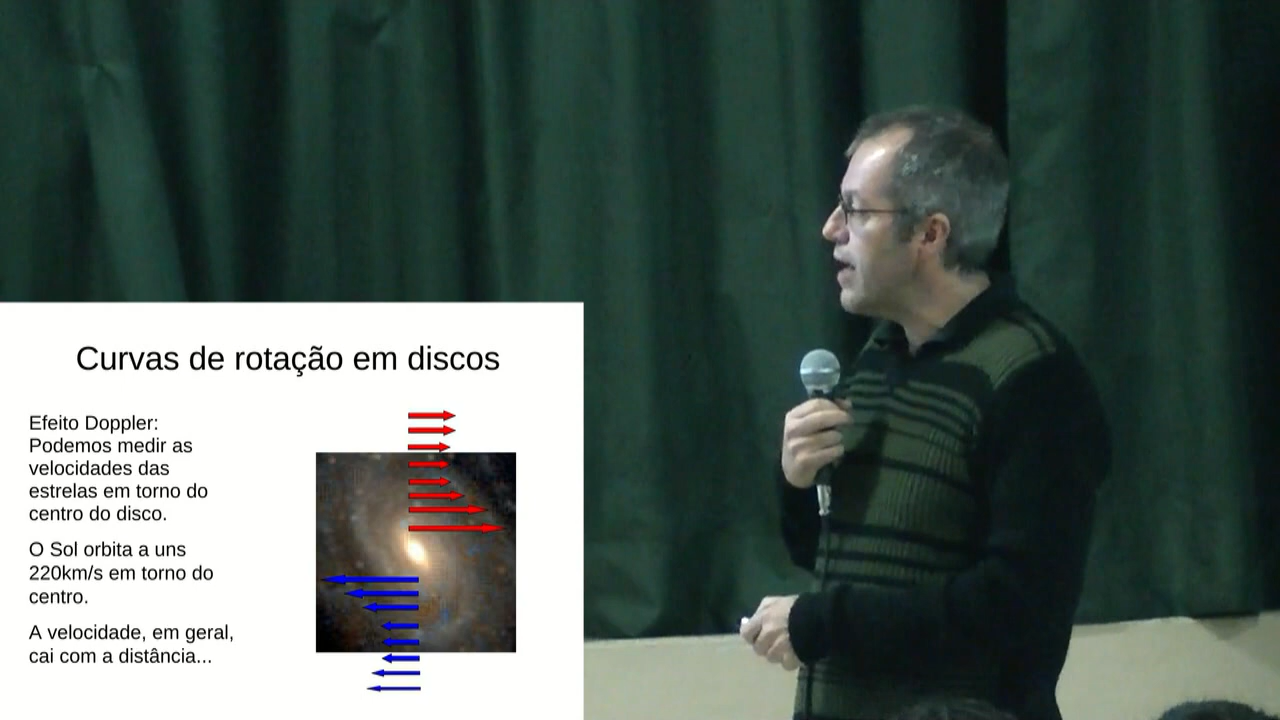 Curvas de rotação em discos
Efeito Doppler:
Podemos medir as
velocidades das
estrelas em torno do
centro do disco.
O Sol orbita a uns
220km/s em torno do
centro.
A velocidade, em geral,
cai com a distância...